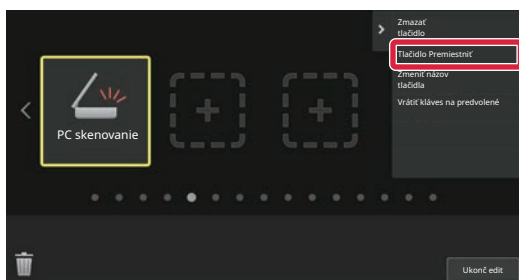 Zmazať
tlačidlo
Tlačidlo Premiestniť
Zmeniť názov
tlačidla
Vrátiť kláves na predvolené
PC skenovanie
Ukonč edit